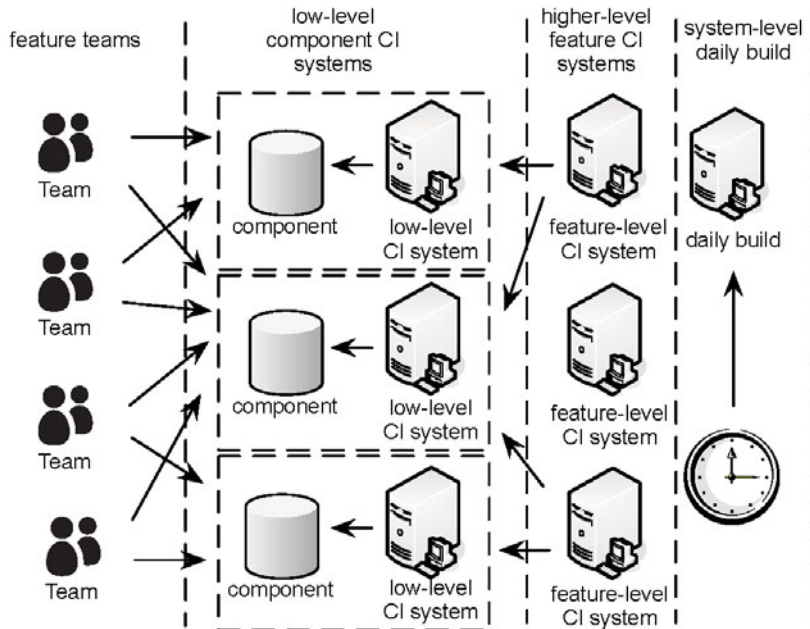 feature teams
low-level
component CI
systems
higher-level
feature CI
systems
system-level
daily build
Team
Team
Team
Team
component
low-level
CI system
component
low-level
CI system
component
low-level
CI system
feature-level
CI system
feature-level
CI system
feature-level
CI system
daily build